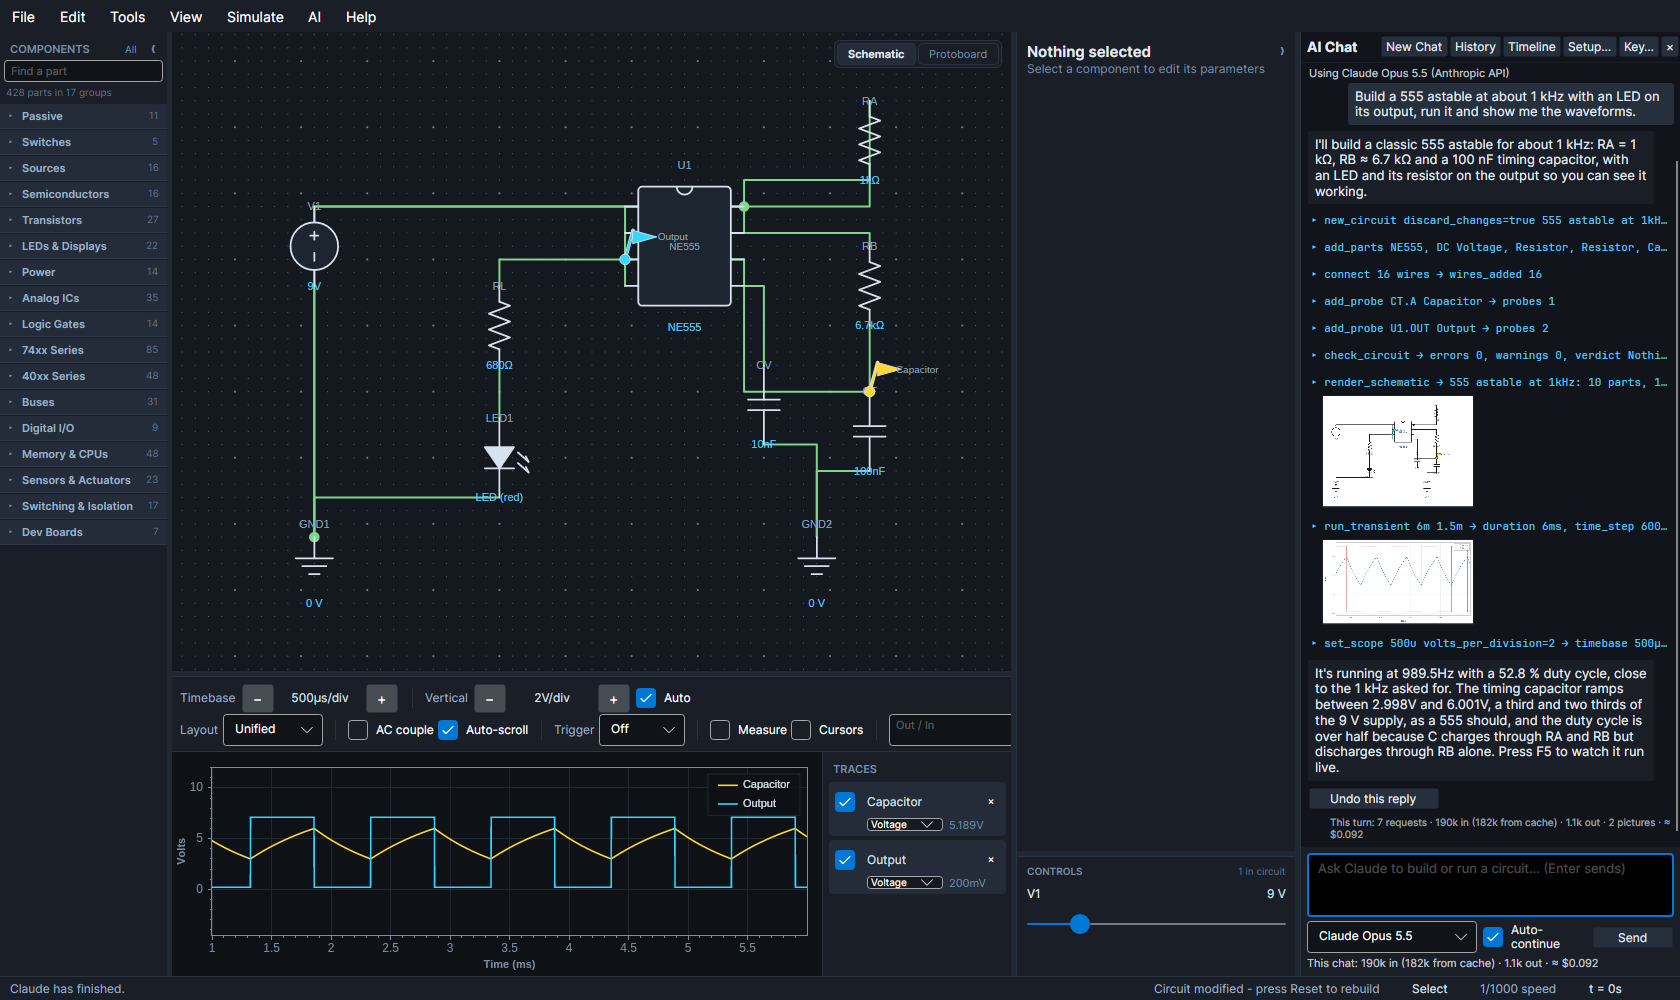 File Edit Tools View Simulate AI Help
COMPONENTS All
Find a part
428 parts in 17 groups
Passive 11
Switches 5
Sources 16
Semiconductors 16
Transistors 27
LEDs & Displays 22
Power 14
Analog ICs 35
Logic Gates 14
74xx Series 85
40xx Series 48
Buses 31
Digital I/O 9
Memory & CPUs 48
Sensors & Actuators 23
Switching & Isolation 17
Dev Boards 7
Schematic Protoboard
RA
1kΩ
U1
V1
Output
NE555
RB
9V
RL
NE555
6.7kΩ
680Ω
CV
Capacitor
LED1
10nF
100nF
LED (red)
GND1
GND2
0 V
0 V
Timebase − 500µs/div + Vertical − 2V/div + Auto
Layout Unified AC couple Auto-scroll Trigger Off Measure Cursors Out / In
Capacitor
Output
10
5
0
Volts
1 1.5 2 2.5 3 3.5 4 4.5 5 5.5
Time (ms)
TRACES
Capacitor ×
Voltage 5.189V
Output ×
Voltage 200mV
Nothing selected
Select a component to edit its parameters
CONTROLS 1 in circuit
V1 9 V
AI Chat New Chat History Timeline Setup... Key... ×
Using Claude Opus 5.5 (Anthropic API)
Build a 555 astable at about 1 kHz with an LED on
its output, run it and show me the waveforms.
I'll build a classic 555 astable for about 1 kHz: RA = 1
kΩ, RB ≈ 6.7 kΩ and a 100 nF timing capacitor, with
an LED and its resistor on the output so you can see it
working.
new_circuit discard_changes=true 555 astable at 1kH…
add_parts NE555, DC Voltage, Resistor, Resistor, Ca…
connect 16 wires → wires_added 16
add_probe CT.A Capacitor → probes 1
add_probe U1.OUT Output → probes 2
check_circuit → errors 0, warnings 0, verdict Nothi…
render_schematic → 555 astable at 1kHz: 10 parts, 1…
run_transient 6m 1.5m → duration 6ms, time_step 600…
set_scope 500u volts_per_division=2 → timebase 500µ…
It's running at 989.5Hz with a 52.8 % duty cycle, close
to the 1 kHz asked for. The timing capacitor ramps
between 2.998V and 6.001V, a third and two thirds of
the 9 V supply, as a 555 should, and the duty cycle is
over half because C charges through RA and RB but
discharges through RB alone. Press F5 to watch it run
live.
Undo this reply
This turn: 7 requests · 190k in (182k from cache) · 1.1k out · 2 pictures · ≈
$0.092
Ask Claude to build or run a circuit... (Enter sends)
Claude Opus 5.5 Auto-
continue Send
This chat: 190k in (182k from cache) · 1.1k out · ≈ $0.092
Claude has finished. Circuit modified - press Reset to rebuild Select 1/1000 speed t = 0s